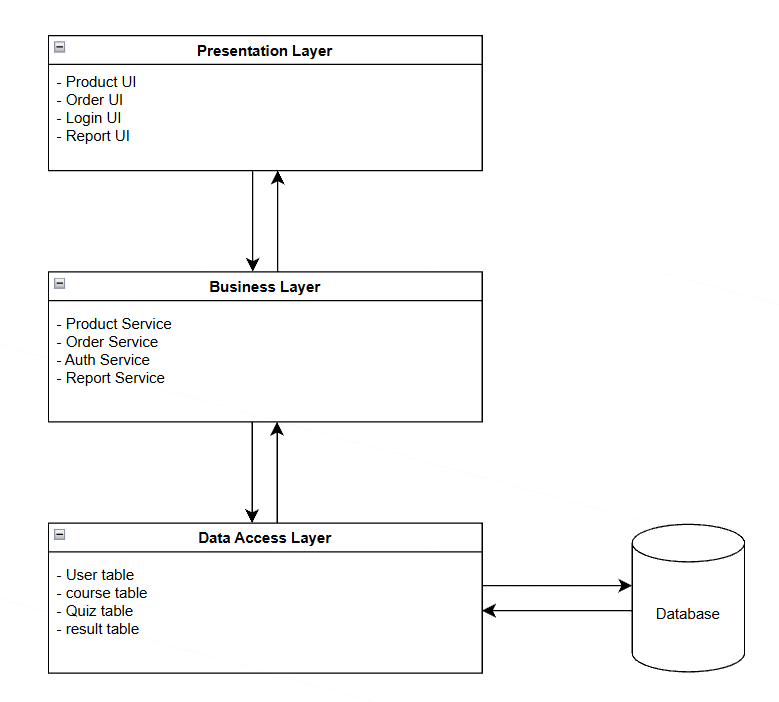 Presentation Layer
- Product UI
- Order UI
- Login UI
- Report UI
Business Layer
- Product Service
- Order Service
- Auth Service
- Report Service
Data Access Layer
- User table
- course table
- Quiz table
- result table
Database